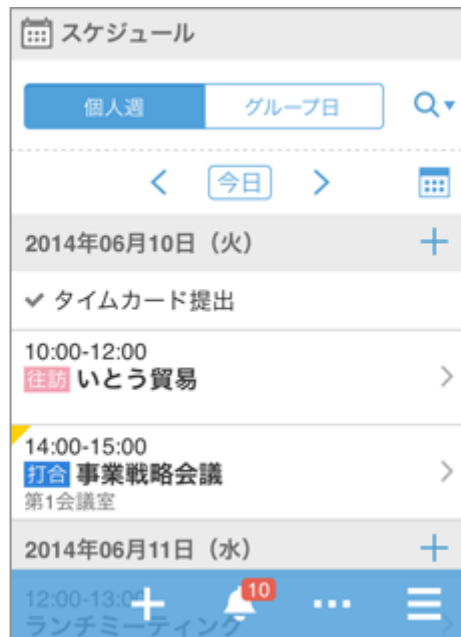 スケジュール
個人週 グループ日
今日
2014年06月10日（火）
タイムカード提出
10:00-12:00
往訪 いとう貿易
14:00-15:00
打合 事業戦略会議
第1会議室
2014年06月11日（水）
12:00-13:00
10
ランチミーティング